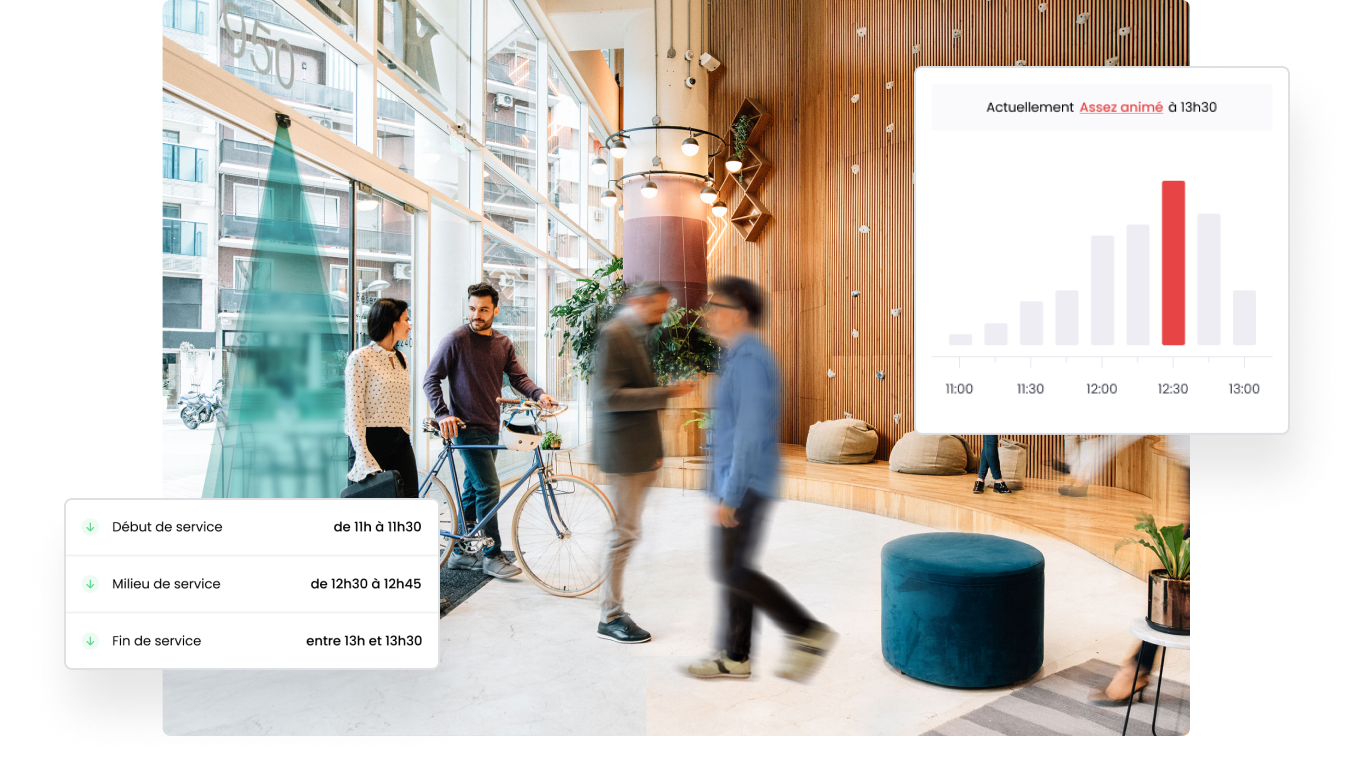 050
Actuellement Assez animé à 13h30
11:00 11:30 12:00 12:30 13:00
Début de service de 11h à 11h30
Milieu de service de 12h30 à 12h45
Fin de service entre 13h et 13h30